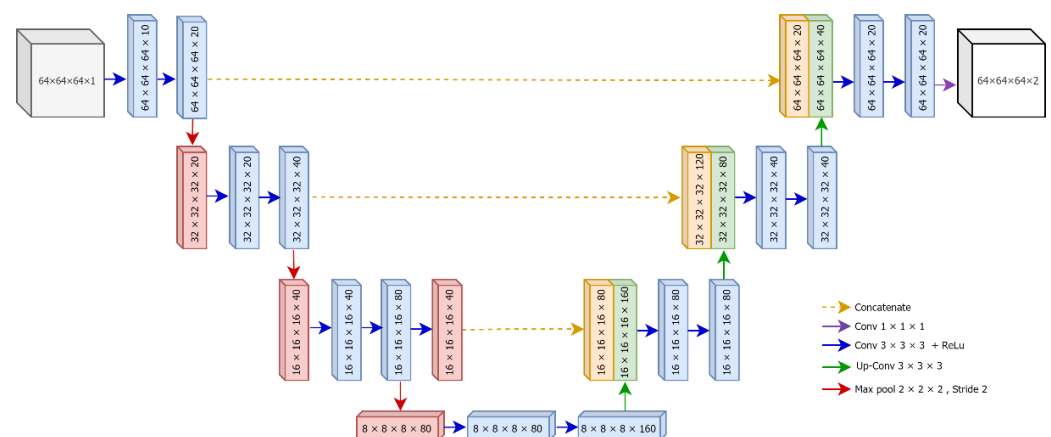 64×64×64×1
64 × 64 × 64 × 10
64 × 64 × 64 × 20
64 × 64 × 64 × 20
64 × 64 × 64 × 40
64 × 64 × 64 × 20
64 × 64 × 64 × 20
64×64×64×2
32 × 32 × 32 × 20
32 × 32 × 32 × 20
32 × 32 × 32 × 40
32 × 32 × 32 × 120
32 × 32 × 32 × 80
32 × 32 × 32 × 40
32 × 32 × 32 × 40
16 × 16 × 16 × 40
16 × 16 × 16 × 40
16 × 16 × 16 × 80
16 × 16 × 16 × 40
16 × 16 × 16 × 80
16 × 16 × 16 × 160
16 × 16 × 16 × 80
16 × 16 × 16 × 80
8 × 8 × 8 × 80
8 × 8 × 8 × 80
8 × 8 × 8 × 160
Concatenate
Conv 1 × 1 × 1
Conv 3 × 3 × 3 + ReLu
Up-Conv 3 × 3 × 3
Max pool 2 × 2 × 2 , Stride 2